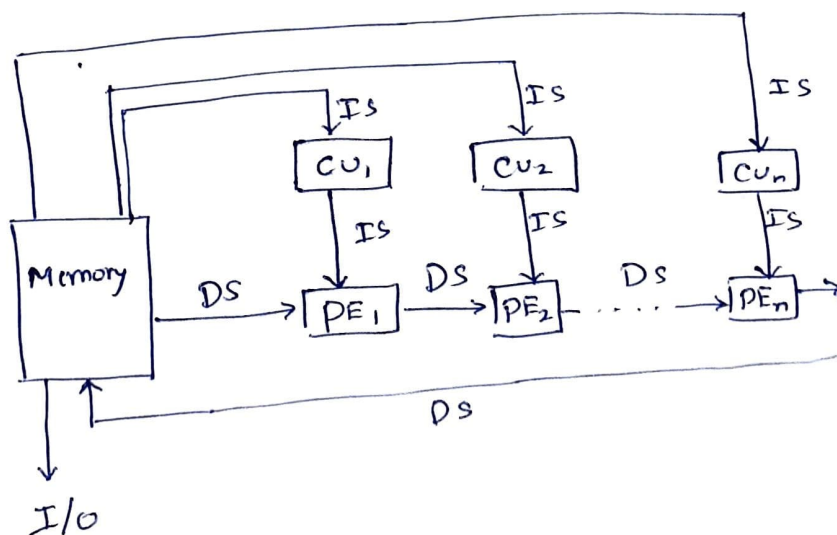 IS
IS
IS
CU₁
CU₂
CUₙ
IS
IS
IS
Memory
DS
DS
DS
PE₁
PE₂
.....
PEₙ
DS
I/O